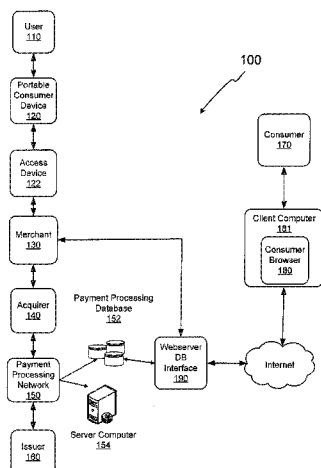 User
110
100
Portable
Consumer
Device
120
Consumer
170
Access
Device
122
Client Computer
161
Consumer
Browser
180
Merchant
130
Acquirer
140
Payment Processing
Database
152
Webserver
DB
Interface
190
Internet
Payment
Processing
Network
150
Server Computer
154
Issuer
160